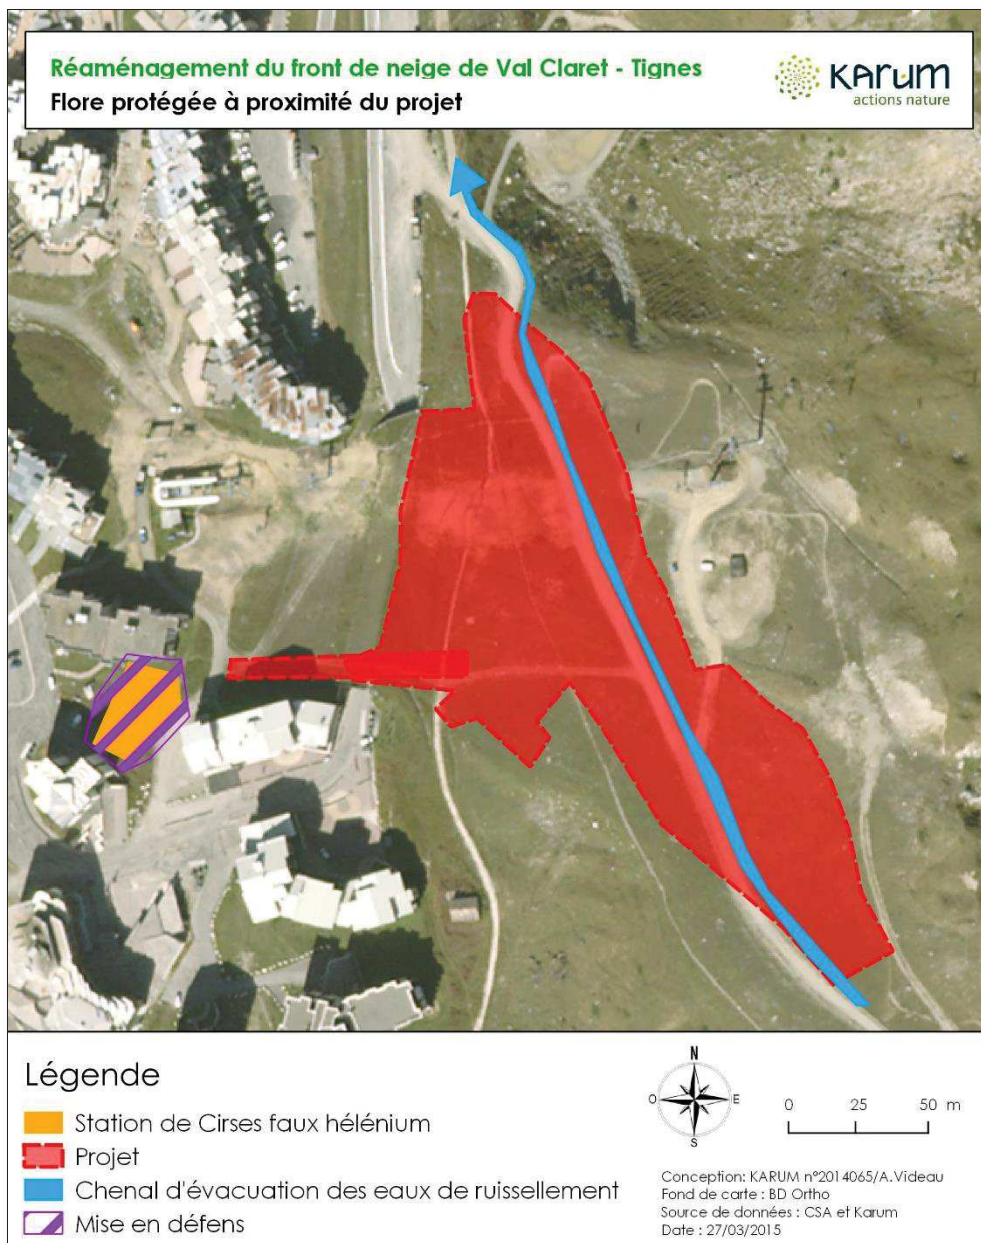 Réaménagement du front de neige de Val Claret - Tignes
Flore protégée à proximité du projet
KARUM
actions nature
Légende
Station de Cirses faux hélénium
Projet
Chenal d'évacuation des eaux de ruissellement
Mise en défens
N
O
E
S
0 25 50 m
Conception: KARUM n°2014065/A.Videau
Fond de carte : BD Ortho
Source de données : CSA et Karum
Date : 27/03/2015